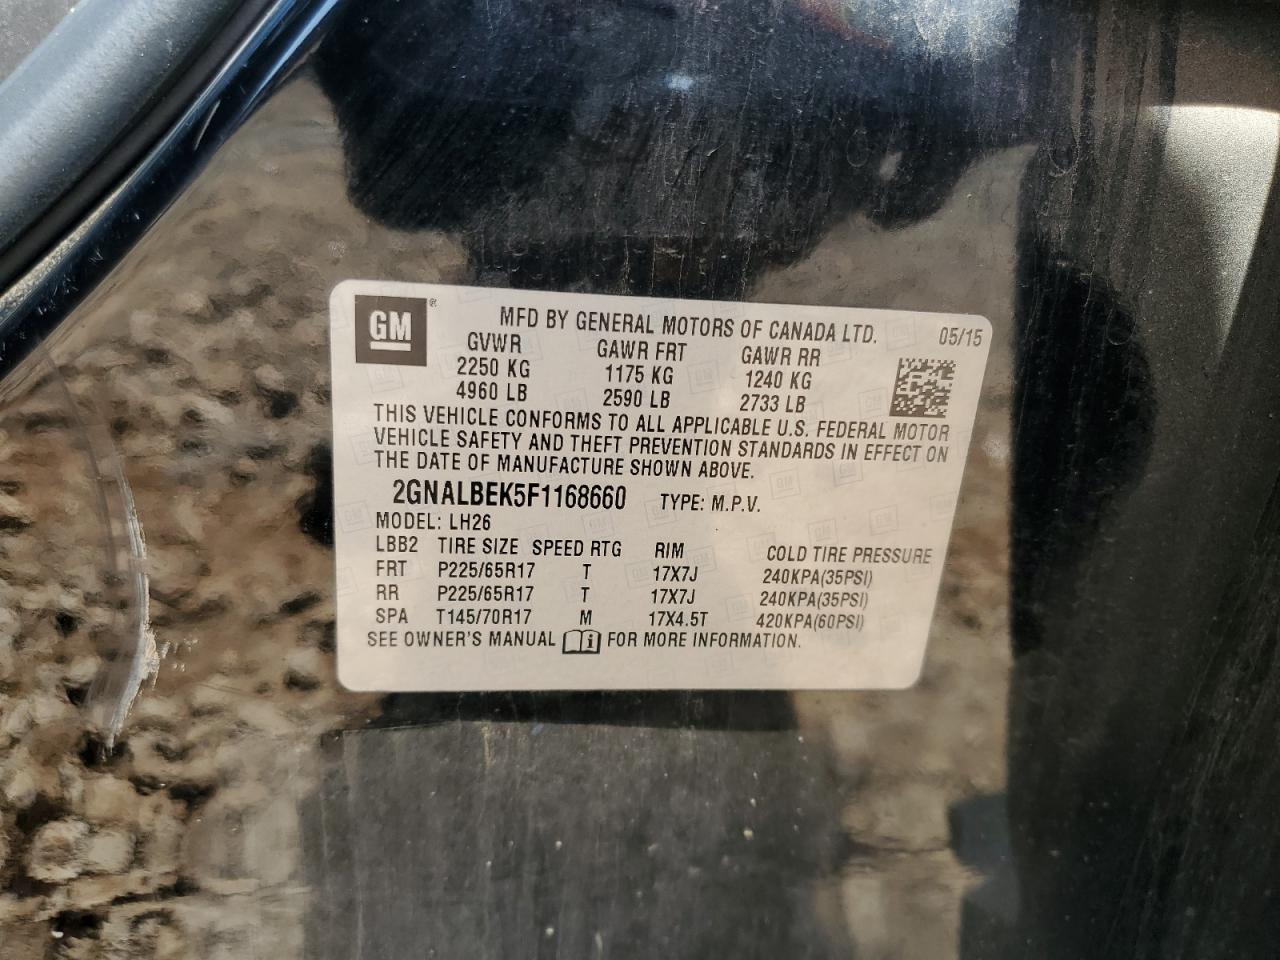 GM ® MFD BY GENERAL MOTORS OF CANADA LTD. 05/15
GVWR GAWR FRT GAWR RR
2250 KG 1175 KG 1240 KG
4960 LB 2590 LB 2733 LB
THIS VEHICLE CONFORMS TO ALL APPLICABLE U.S. FEDERAL MOTOR
VEHICLE SAFETY AND THEFT PREVENTION STANDARDS IN EFFECT ON
THE DATE OF MANUFACTURE SHOWN ABOVE.
2GNALBEK5F1168660 TYPE: M.P.V.
MODEL: LH26
LBB2 TIRE SIZE SPEED RTG RIM COLD TIRE PRESSURE
FRT P225/65R17 T 17X7J 240KPA(35PSI)
RR P225/65R17 T 17X7J 240KPA(35PSI)
SPA T145/70R17 M 17X4.5T 420KPA(60PSI)
SEE OWNER'S MANUAL i FOR MORE INFORMATION.